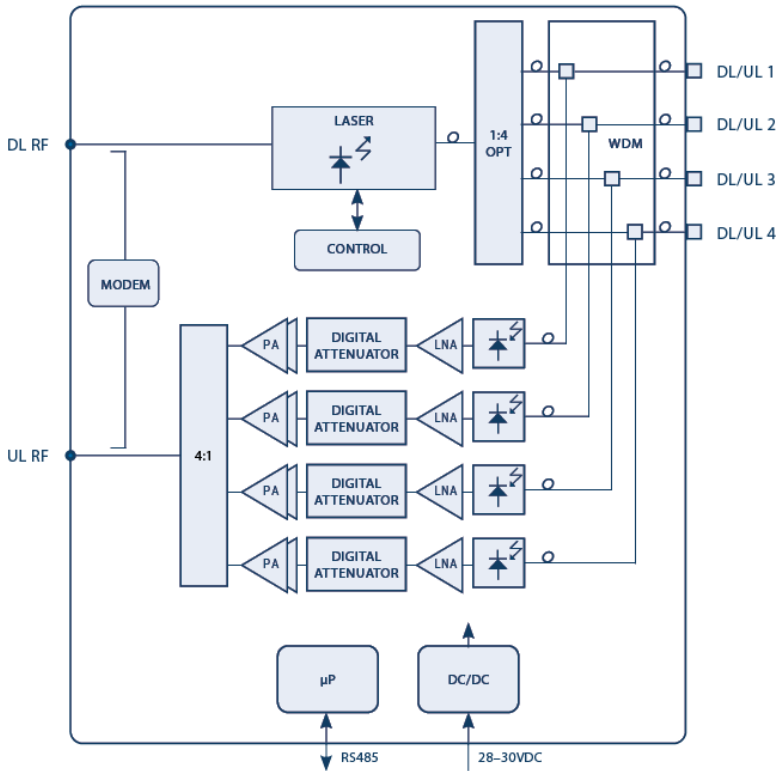 DL RF
LASER
CONTROL
1:4
OPT
WDM
DL/UL 1
DL/UL 2
DL/UL 3
DL/UL 4
MODEM
UL RF
4:1
PA
DIGITAL
ATTENUATOR
LNA
PA
DIGITAL
ATTENUATOR
LNA
PA
DIGITAL
ATTENUATOR
LNA
PA
DIGITAL
ATTENUATOR
LNA
µP
DC/DC
RS485
28–30VDC